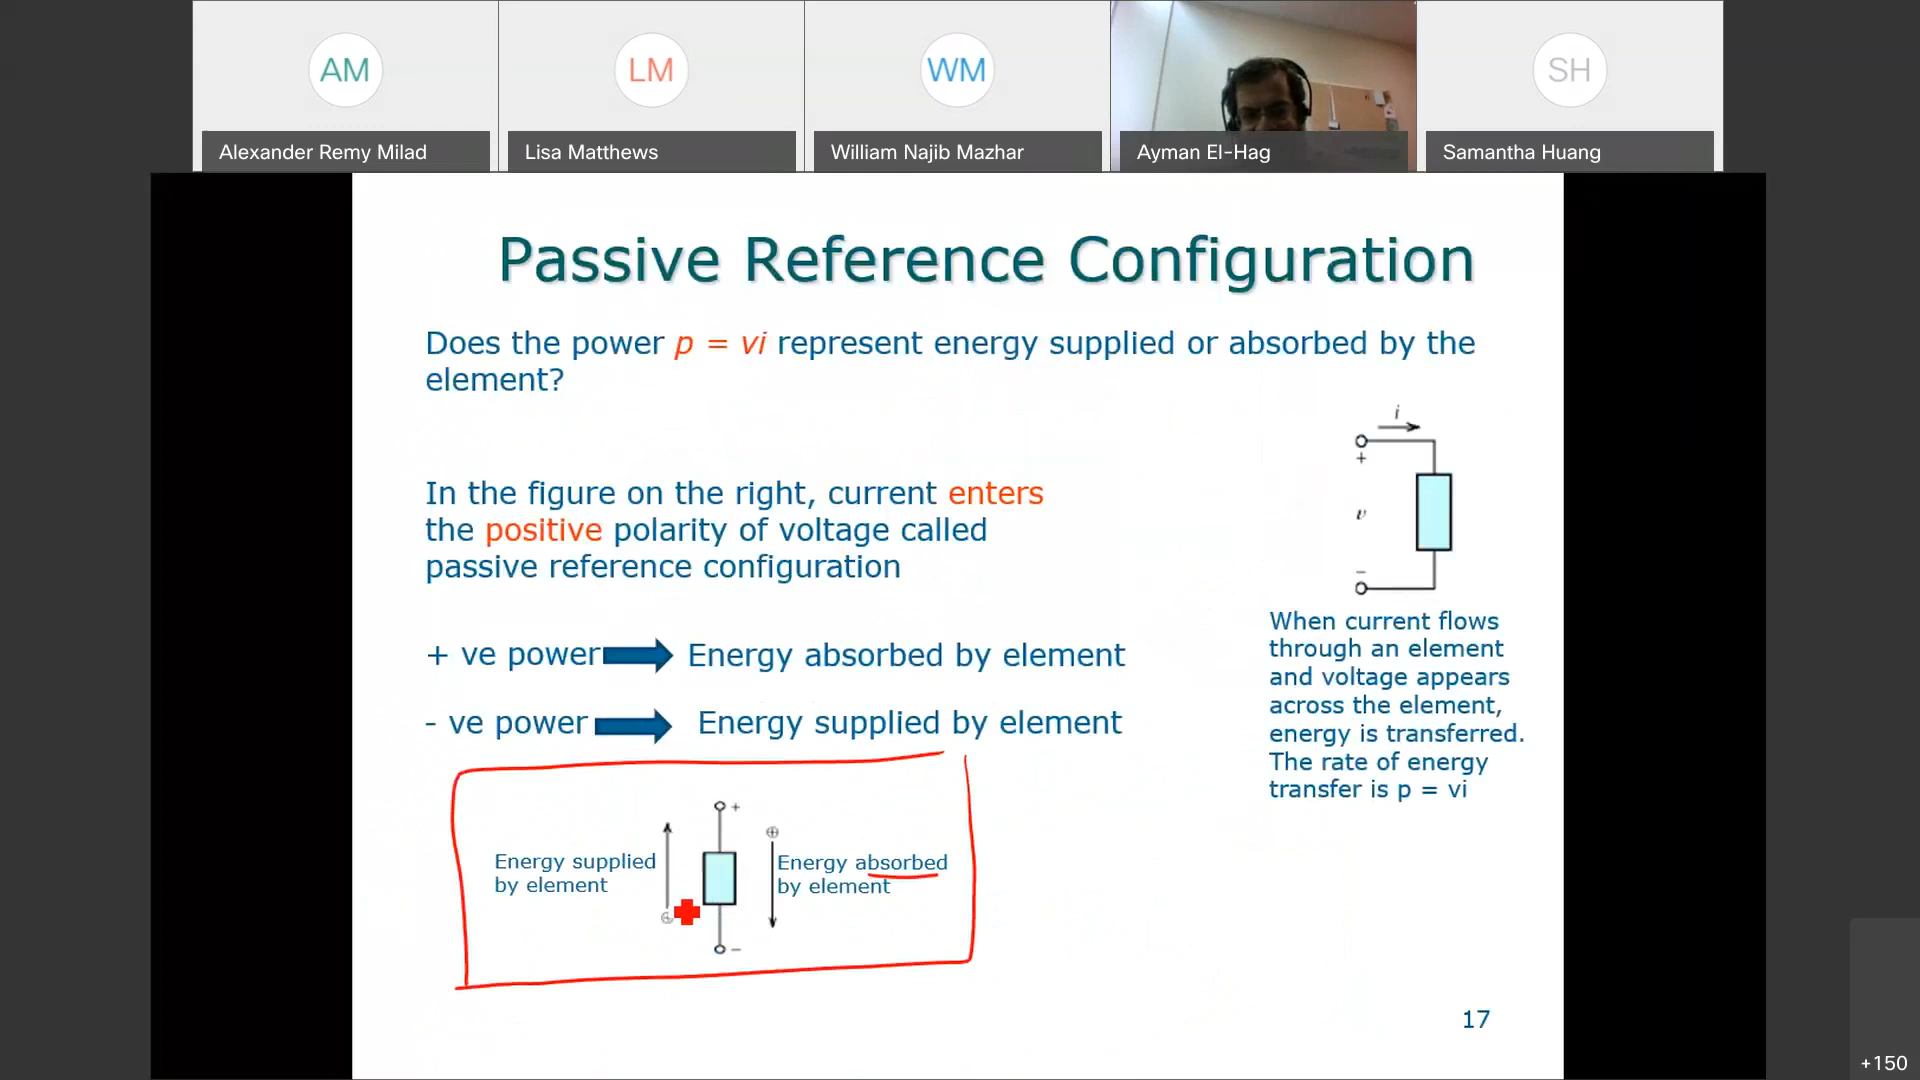 AM
LM
WM
SH
Alexander Remy Milad
Lisa Matthews
William Najib Mazhar
Ayman El-Hag
Samantha Huang
Passive Reference Configuration
Does the power p = vi represent energy supplied or absorbed by the
element?
In the figure on the right, current enters
the positive polarity of voltage called
passive reference configuration
+ ve power Energy absorbed by element
- ve power Energy supplied by element
i
+
v
−
When current flows
through an element
and voltage appears
across the element,
energy is transferred.
The rate of energy
transfer is p = vi
Energy supplied
by element
+
−
Energy absorbed
by element
17
+150